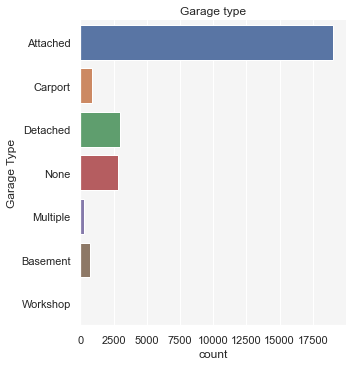 Garage type
Garage Type
Attached
Carport
Detached
None
Multiple
Basement
Workshop
0 2500 5000 7500 10000 12500 15000 17500
count